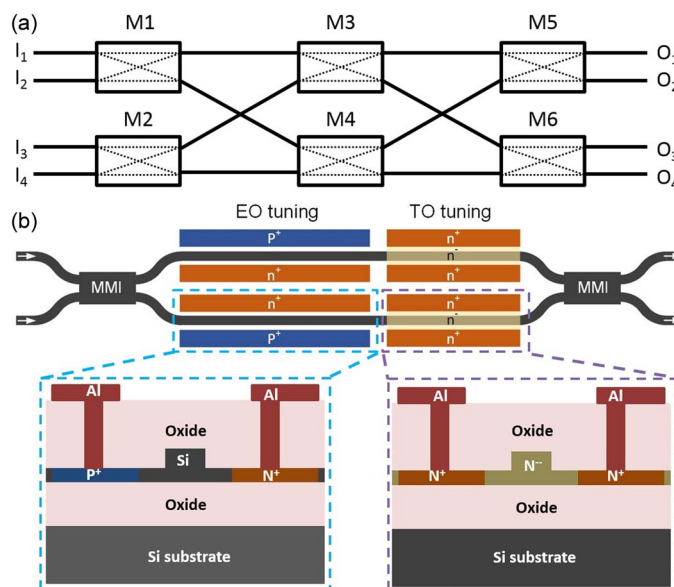 (a)
M1 M3 M5
I1 O1
I2 O2
M2 M4 M6
I3 O3
I4 O4
(b)
EO tuning TO tuning
P+ n+
n-
MMI n+ n+ MMI
n+ n+
n-
P+ n+
Al Al Al Al
Oxide Oxide
Si N--
P+ N+ N+ N+
Oxide Oxide
Si substrate Si substrate